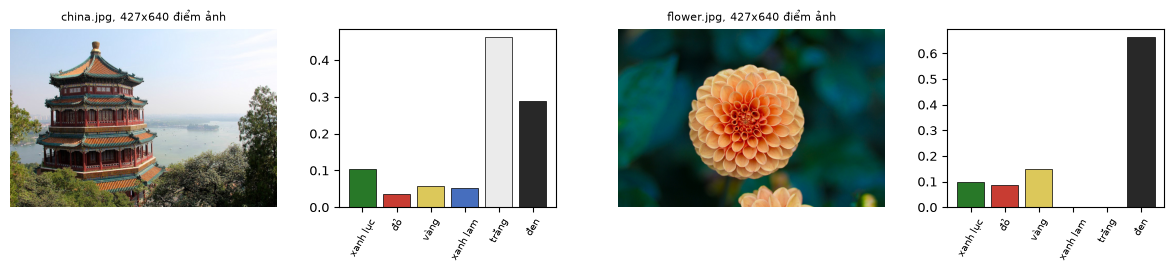 china.jpg, 427x640 điểm ảnh
0.4
0.3
0.2
0.1
0.0
xanh lục
đỏ
vàng
xanh lam
trắng
đen
flower.jpg, 427x640 điểm ảnh
0.6
0.5
0.4
0.3
0.2
0.1
0.0
xanh lục
đỏ
vàng
xanh lam
trắng
đen